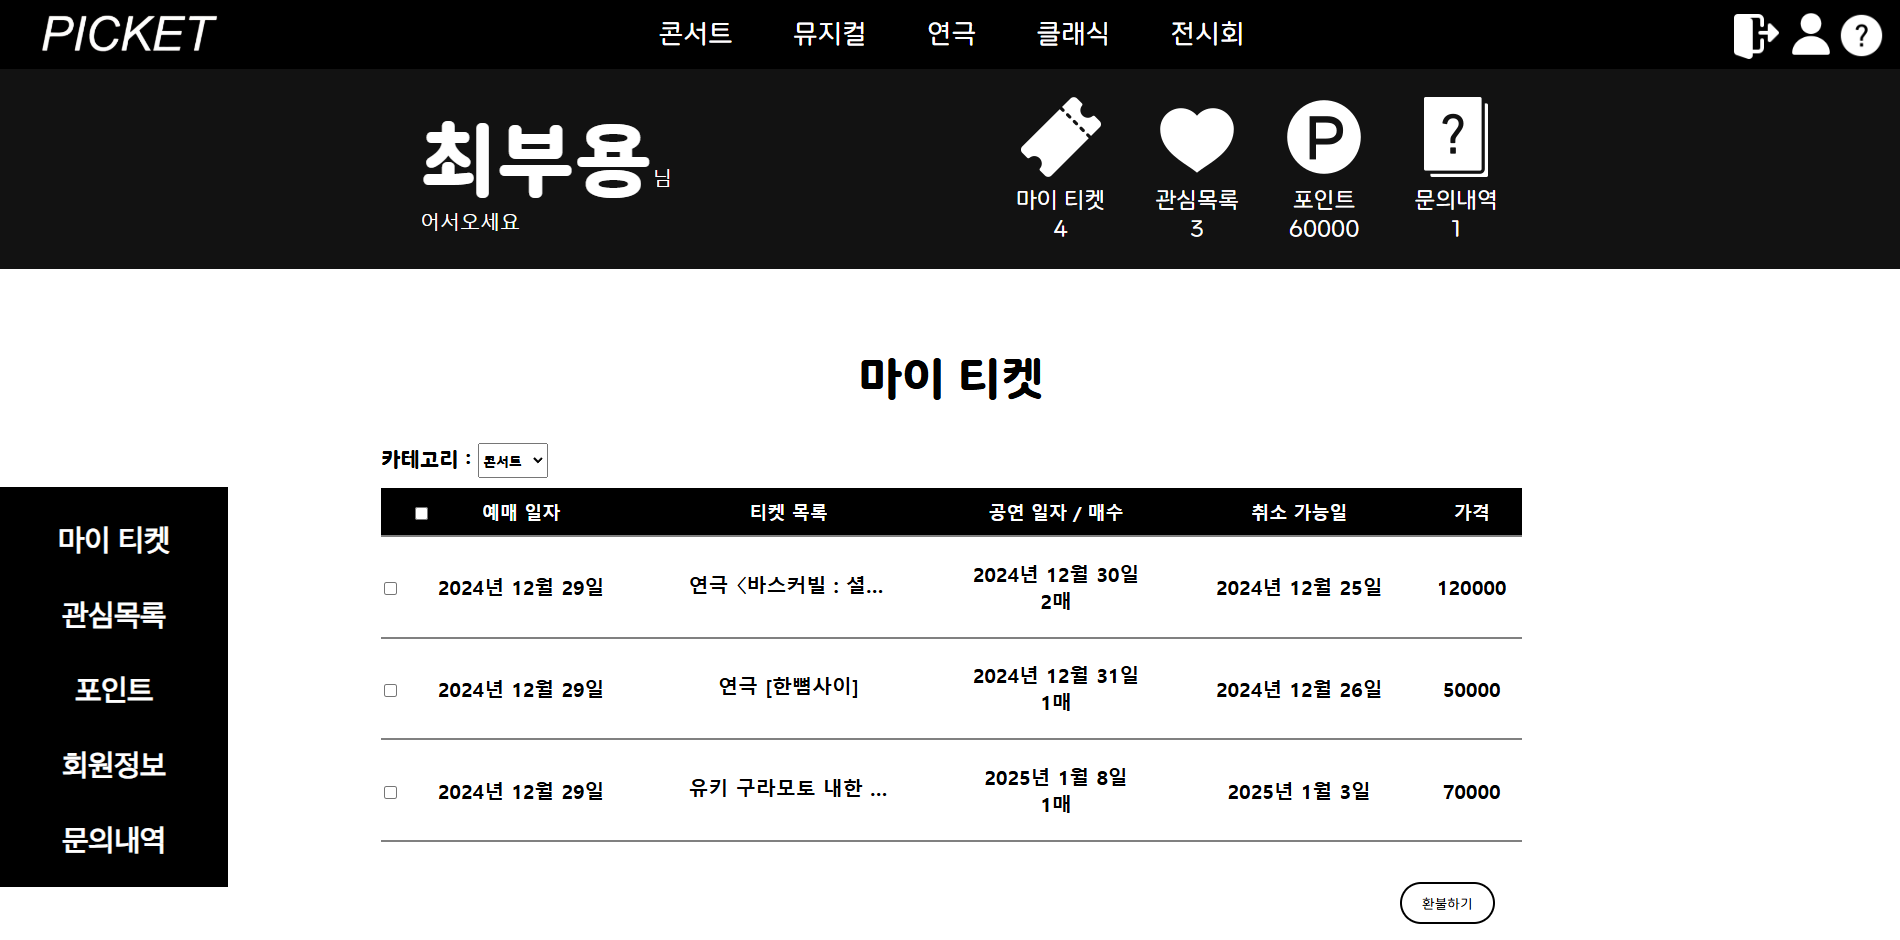 PICKET
콘서트 뮤지컬 연극 클래식 전시회
?
최부용님
어서오세요
P
?
마이 티켓
4
관심목록
3
포인트
60000
문의내역
1
마이 티켓
카테고리 : 콘서트
예매 일자 티켓 목록 공연 일자 / 매수 취소 가능일 가격
2024년 12월 29일 연극 〈바스커빌 : 셜... 2024년 12월 30일 2024년 12월 25일 120000
2매
2024년 12월 29일 연극 [한뼘사이] 2024년 12월 31일 2024년 12월 26일 50000
1매
2024년 12월 29일 유키 구라모토 내한 ... 2025년 1월 8일 2025년 1월 3일 70000
1매
환불하기
마이 티켓
관심목록
포인트
회원정보
문의내역